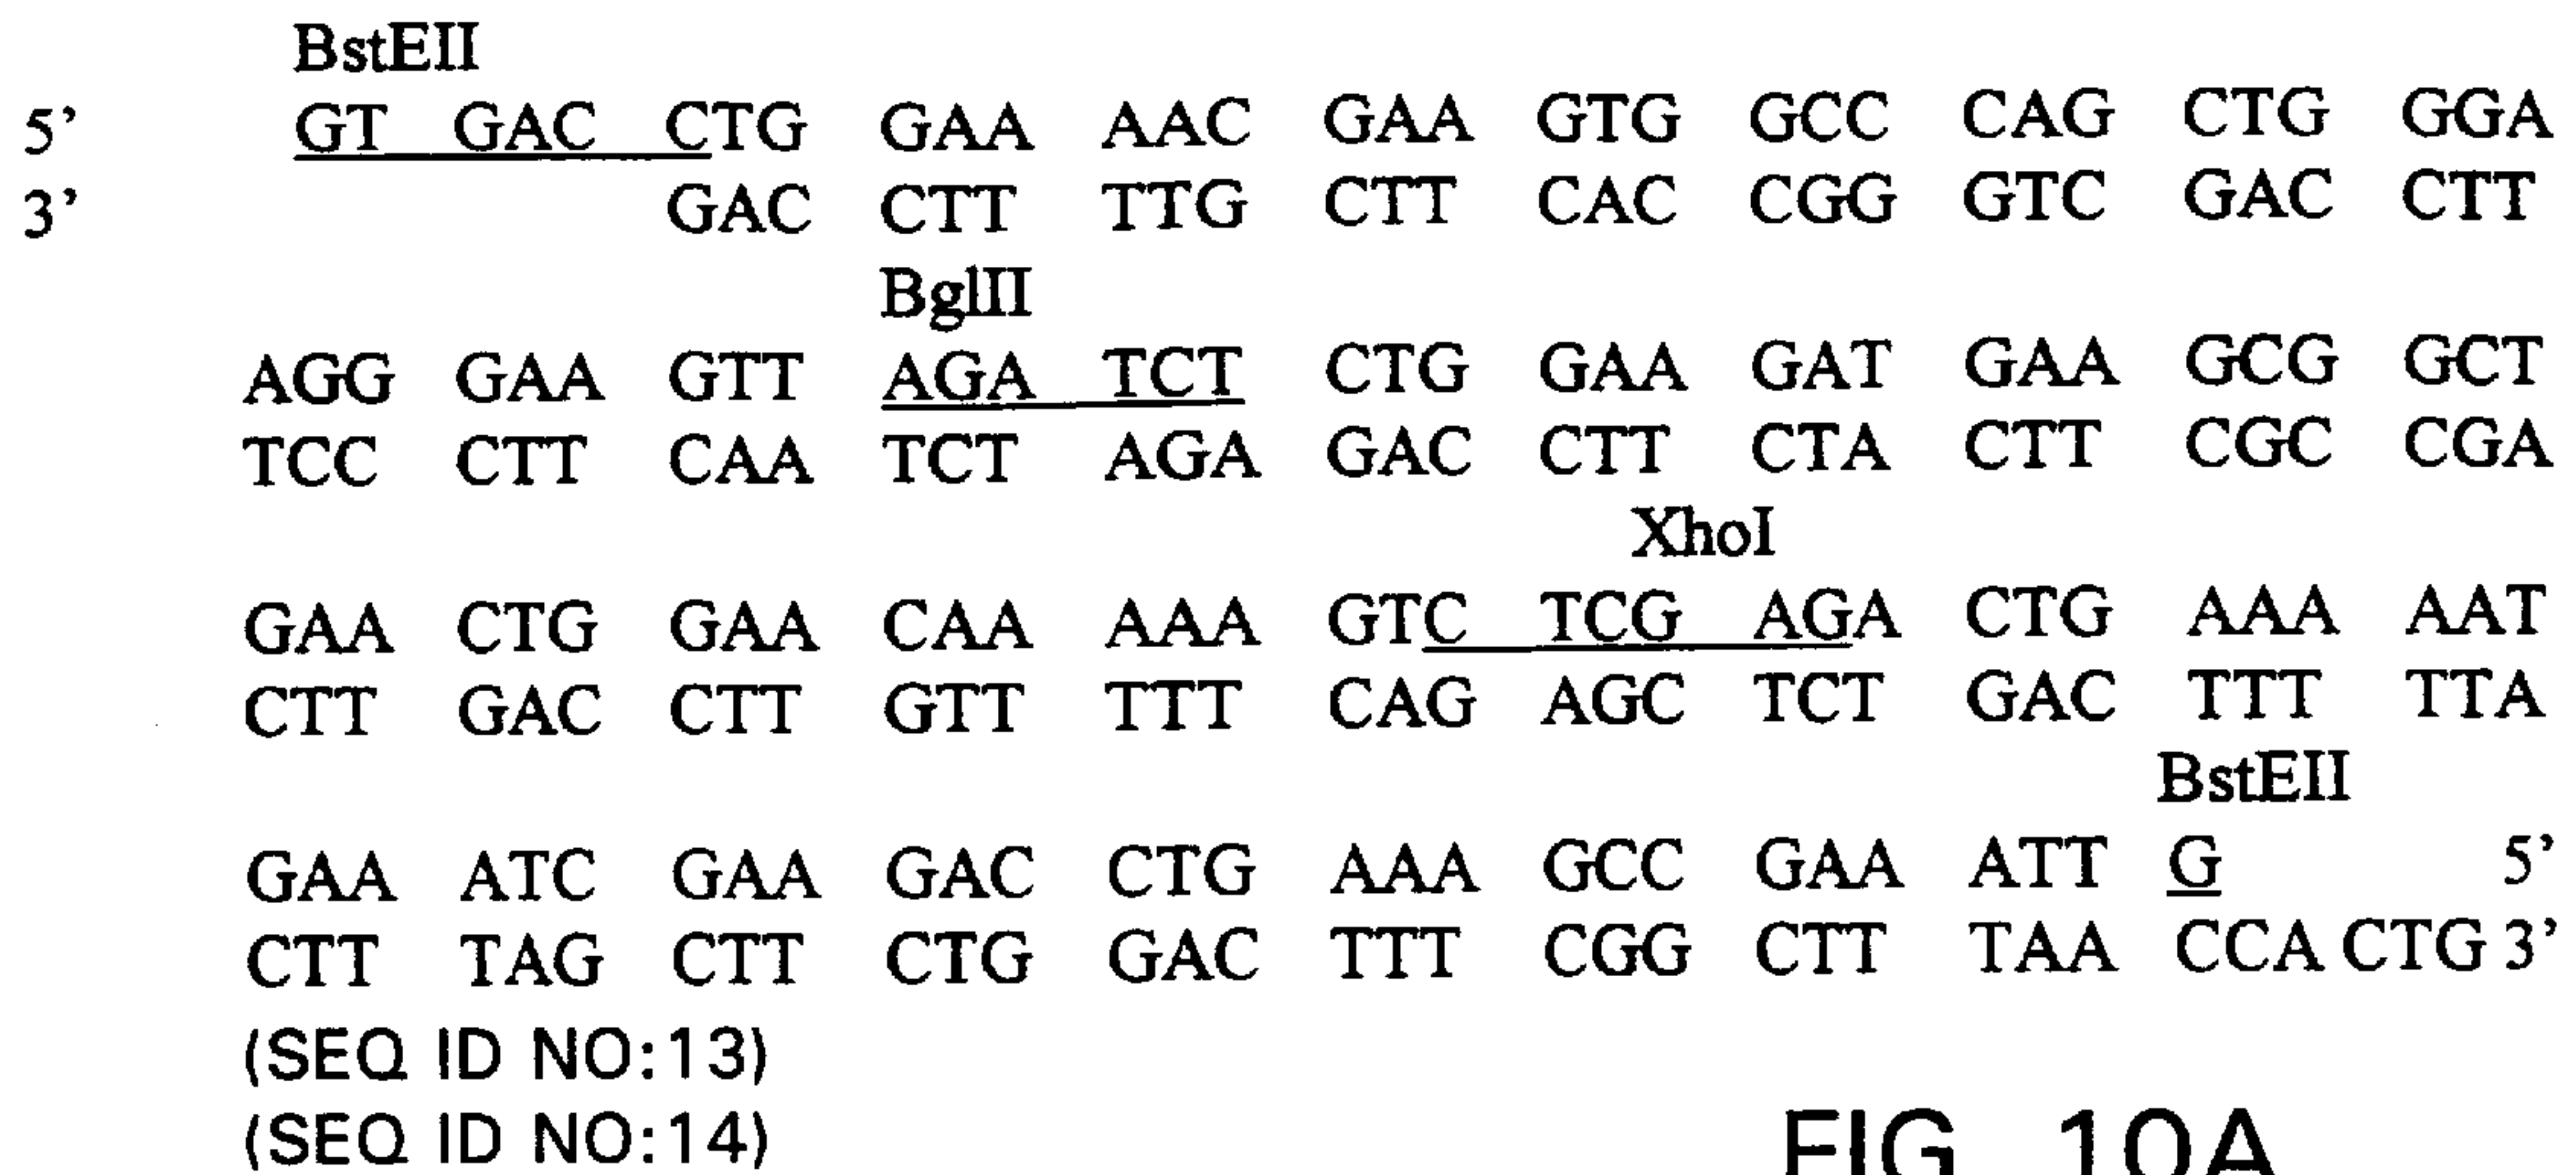 BstEII
5’ GT GAC CTG GAA AAC GAA GTG GCC CAG CTG GGA
3’ GAC CTT TTG CTT CAC CGG GTC GAC CTT
BglII
AGG GAA GTT AGA TCT CTG GAA GAT GAA GCG GCT
TCC CTT CAA TCT AGA GAC CTT CTA CTT CGC CGA
XhoI
GAA CTG GAA CAA AAA GTC TCG AGA CTG AAA AAT
CTT GAC CTT GTT TTT CAG AGC TCT GAC TTT TTA
BstEII
GAA ATC GAA GAC CTG AAA GCC GAA ATT G 5’
CTT TAG CTT CTG GAC TTT CGG CTT TAA CCA CTG 3’
(SEQ ID NO:13)
(SEQ ID NO:14)
FIG 10A